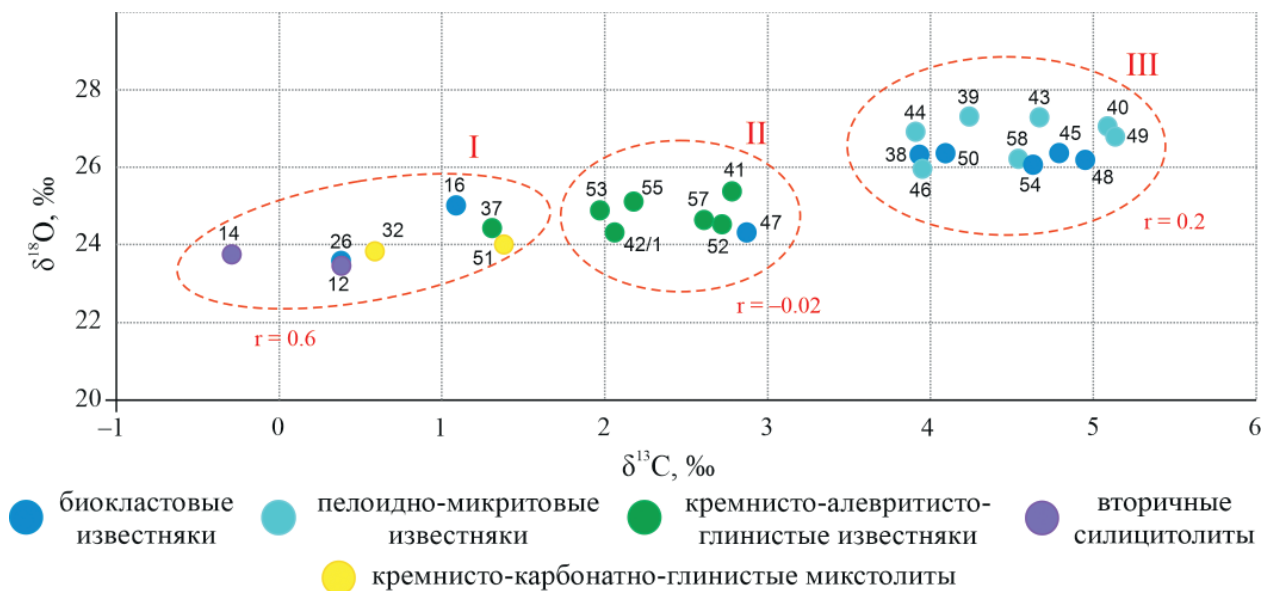 δ¹⁸O, ‰
28
26
24
22
20
–1
0
1
2
3
4
5
6
δ¹³C, ‰
I
II
III
r = 0.6
r = –0.02
r = 0.2
14
26
12
32
16
37
51
53
55
42/1
57
41
52
47
44
39
43
40
49
38
50
46
58
54
45
48
биокластовые
известняки
пелоидно-микритовые
известняки
кремнисто-алевритисто-
глинистые известняки
вторичные
силицитолиты
кремнисто-карбонатно-глинистые микстолиты